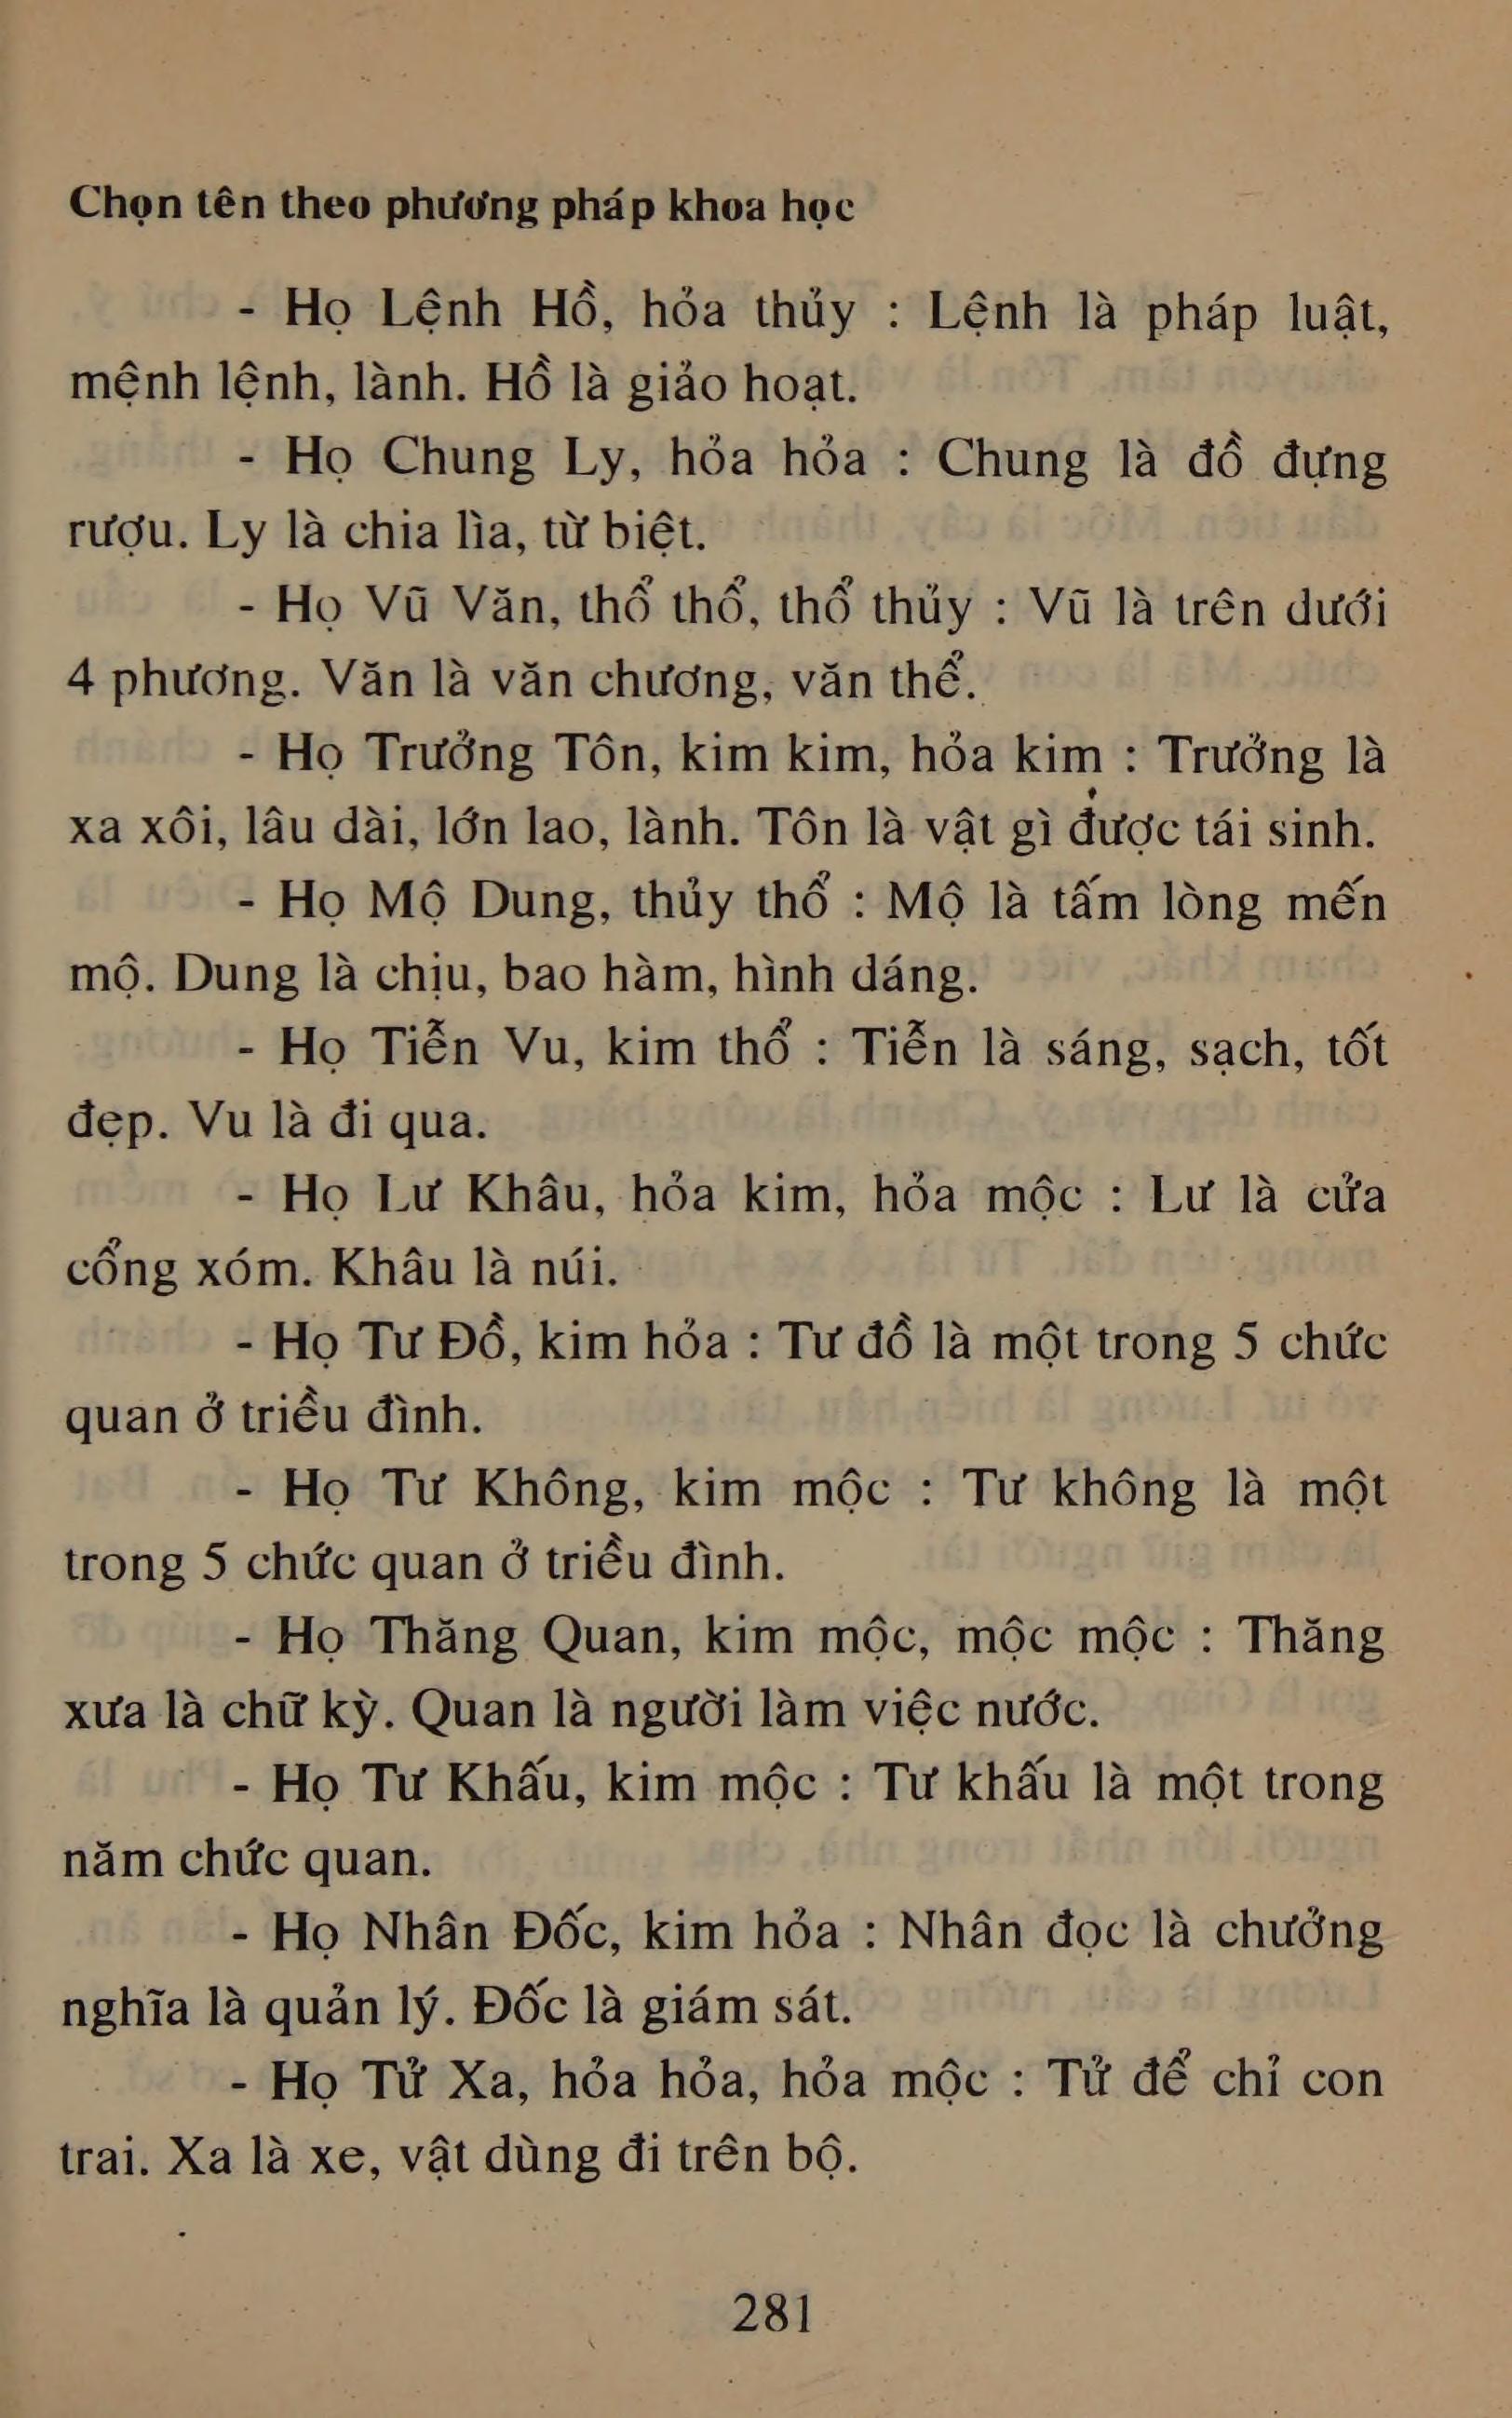 Chọn tên theo phương pháp khoa học
- Họ Lệnh Hồ, hỏa thủy : Lệnh là pháp luật,
mệnh lệnh, lành. Hồ là giảo hoạt.
- Họ Chung Ly, hỏa hỏa : Chung là đồ đựng
rượu. Ly là chia lìa, từ biệt.
- Họ Vũ Văn, thổ thổ, thổ thủy : Vũ là trên dưới
4 phương. Văn là văn chương, văn thể.
- Họ Trưởng Tôn, kim kim, hỏa kim : Trưởng là
xa xôi, lâu dài, lớn lao, lành. Tôn là vật gì được tái sinh.
- Họ Mộ Dung, thủy thổ : Mộ là tấm lòng mến
mộ. Dung là chịu, bao hàm, hình dáng.
- Họ Tiễn Vu, kim thổ : Tiễn là sáng, sạch, tốt
đẹp. Vu là đi qua.
- Họ Lư Khâu, hỏa kim, hỏa mộc : Lư là cửa
cổng xóm. Khâu là núi.
- Họ Tư Đồ, kim hỏa : Tư đồ là một trong 5 chức
quan ở triều đình.
- Họ Tư Không, kim mộc : Tư không là một
trong 5 chức quan ở triều đình.
- Họ Thăng Quan, kim mộc, mộc mộc : Thăng
xưa là chữ kỳ. Quan là người làm việc nước.
- Họ Tư Khấu, kim mộc : Tư khấu là một trong
năm chức quan.
- Họ Nhân Đốc, kim hỏa : Nhân đọc là chưởng
nghĩa là quản lý. Đốc là giám sát.
- Họ Tử Xa, hỏa hỏa, hỏa mộc : Tử để chỉ con
trai. Xa là xe, vật dùng đi trên bộ.
281